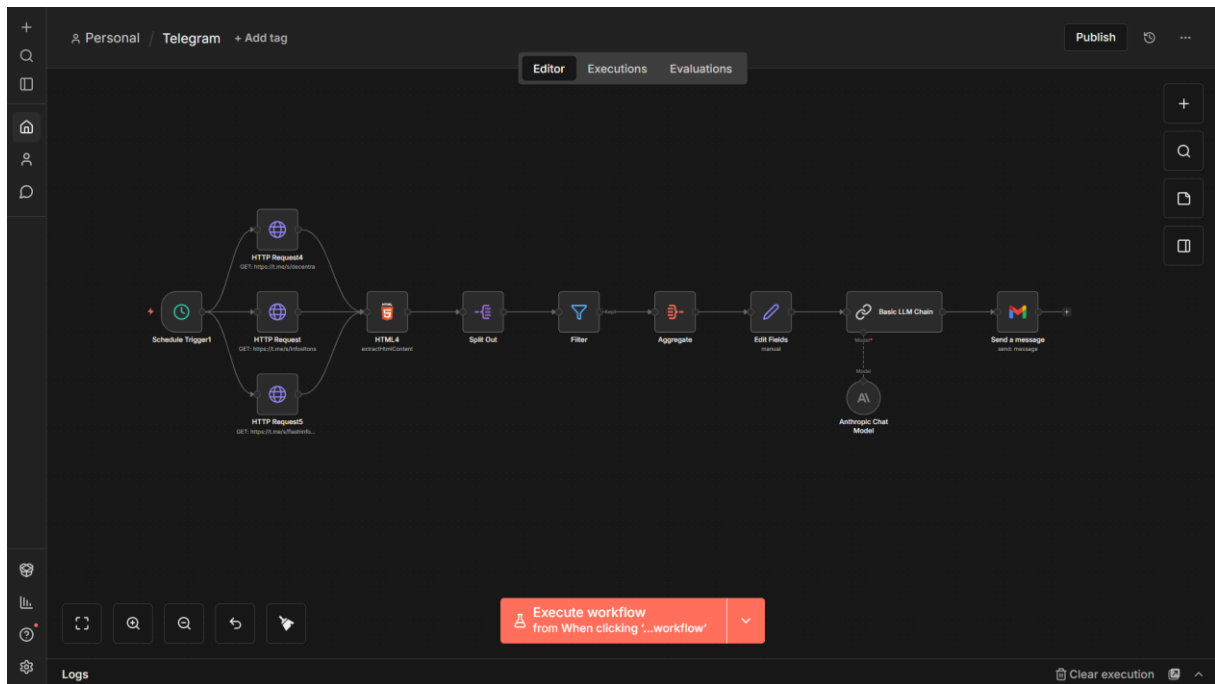 Personal / Telegram + Add tag
Publish
Editor Executions Evaluations
HTTP Request4
GET: https://t.me/s/decentra
Schedule Trigger1
HTTP Request
GET: https://t.me/s/infositons
HTML4
extractHtmlContent
Split Out
Filter
Kept
Aggregate
Edit Fields
manual
Basic LLM Chain
Model*
Send a message
send: message
Model
Anthropic Chat
Model
HTTP Request5
GET: https://t.me/s/flashinfo...
Execute workflow
from When clicking ‘...workflow’
Logs
Clear execution